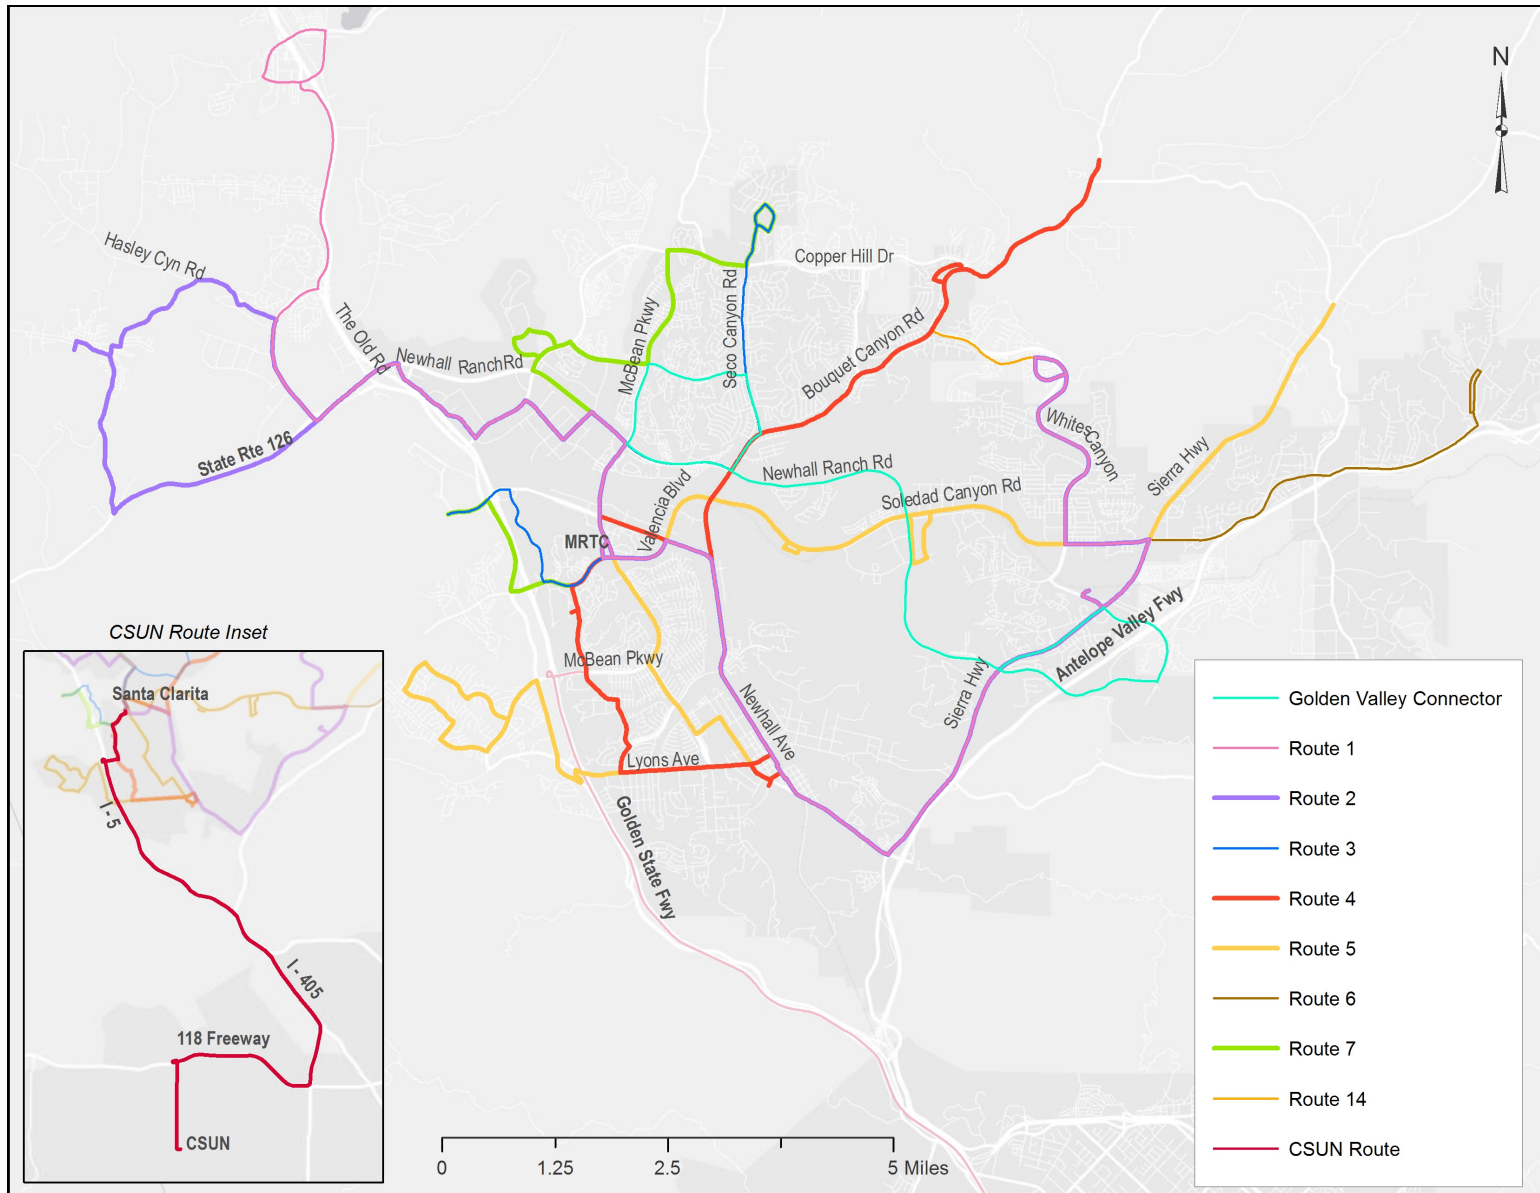 N
Hasley Cyn Rd
The Old Rd
Newhall Ranch Rd
McBean Pkwy
Seco Canyon Rd
Copper Hill Dr
Bouquet Canyon Rd
State Rte 126
Valencia Blvd
Newhall Ranch Rd
Soledad Canyon Rd
Whites Canyon
Sierra Hwy
MRTC
Antelope Valley Fwy
McBean Pkwy
Newhall Ave
Sierra Hwy
Lyons Ave
Golden State Fwy
CSUN Route Inset
Santa Clarita
I - 5
I - 405
118 Freeway
CSUN
0 1.25 2.5 5 Miles
Golden Valley Connector
Route 1
Route 2
Route 3
Route 4
Route 5
Route 6
Route 7
Route 14
CSUN Route